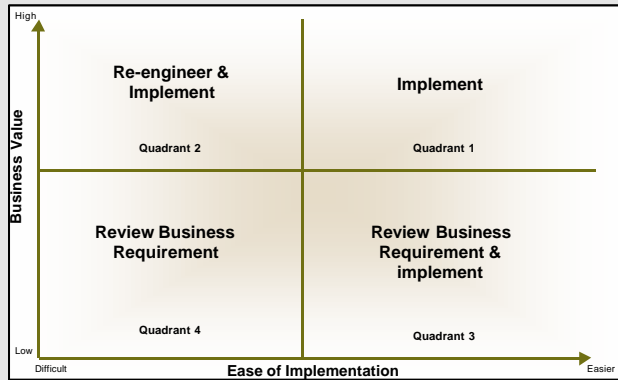 High
Re-engineer &
Implement
Implement
Quadrant 2
Quadrant 1
Business Value
Review Business
Requirement
Review Business
Requirement &
implement
Quadrant 4
Quadrant 3
Low
Difficult
Ease of Implementation
Easier